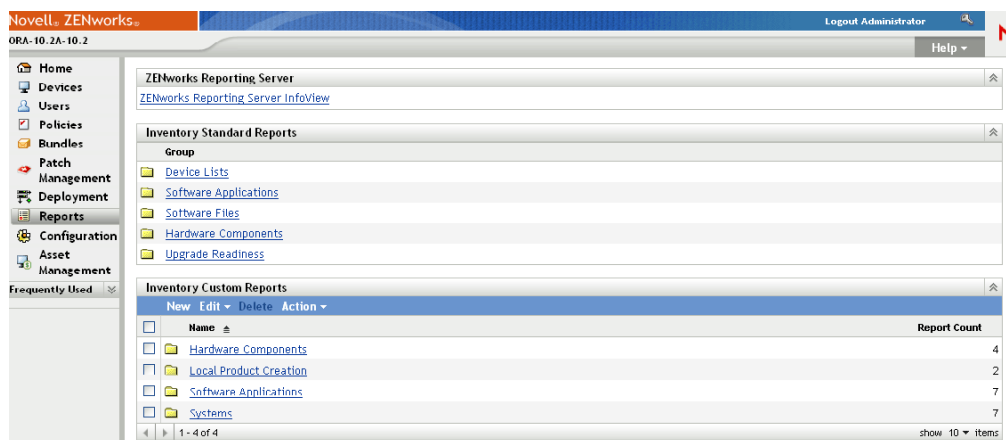 Novell® ZENworks®
Logout Administrator
ORA-10.2A-10.2
Help
Home
Devices
Users
Policies
Bundles
Patch
Management
Deployment
Reports
Configuration
Asset
Management
Frequently Used
ZENworks Reporting Server
ZENworks Reporting Server InfoView
Inventory Standard Reports
Group
Device Lists
Software Applications
Software Files
Hardware Components
Upgrade Readiness
Inventory Custom Reports
New Edit Delete Action
Name Report Count
Hardware Components 4
Local Product Creation 2
Software Applications 7
Systems 7
1 - 4 of 4 show 10 items